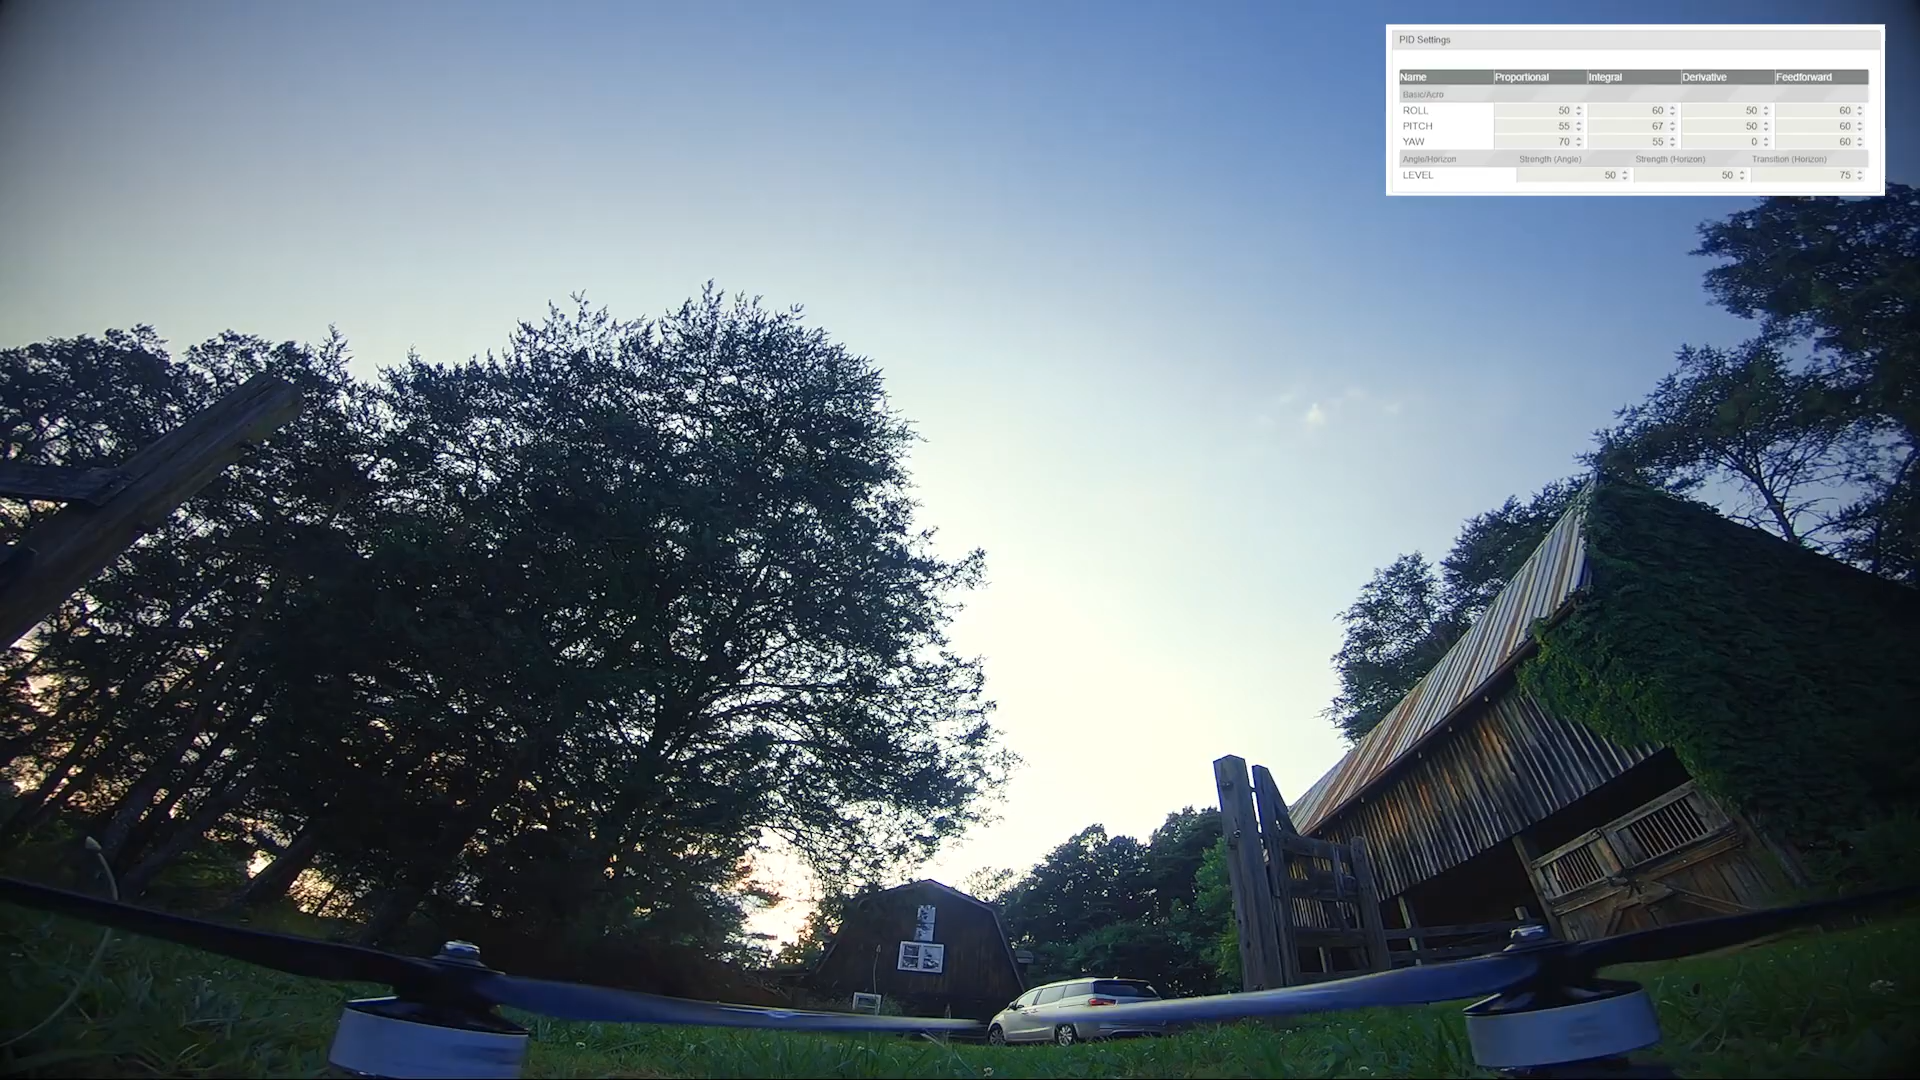 PID Settings
Name Proportional Integral Derivative Feedforward
Basic/Acro
ROLL 50 60 50 60
PITCH 55 67 50 60
YAW 70 55 0 60
Angle/Horizon Strength (Angle) Strength (Horizon) Transition (Horizon)
LEVEL 50 50 75